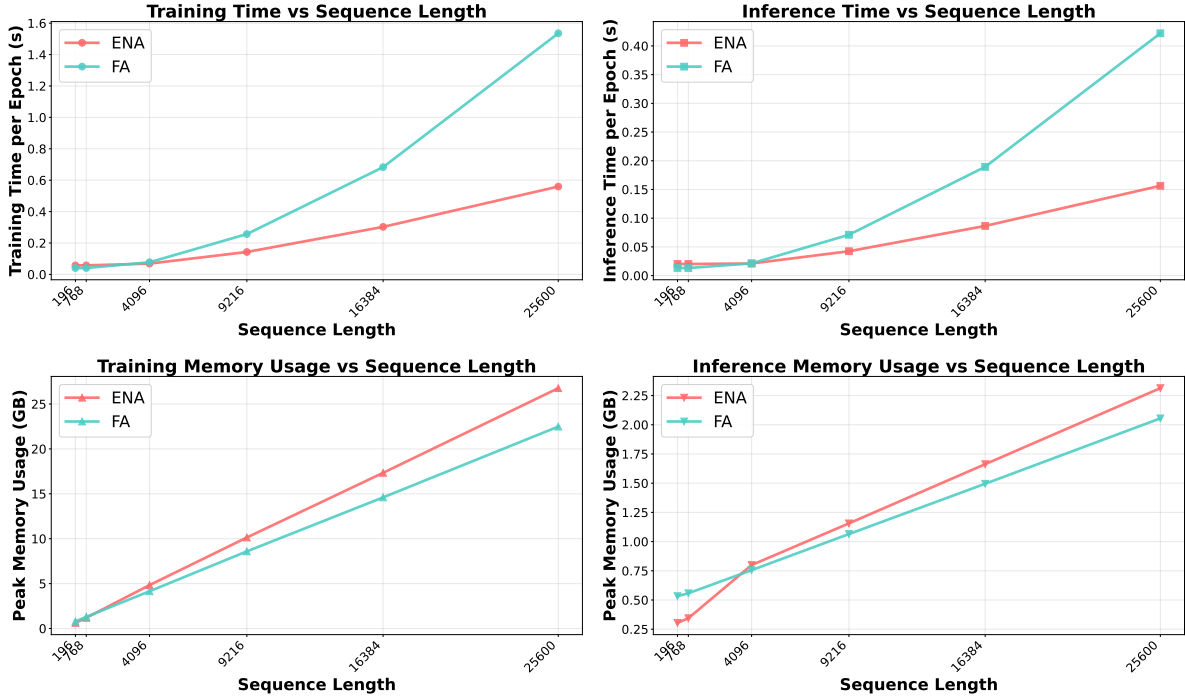 Training Time vs Sequence Length
Training Time per Epoch (s)
1.6
1.4
1.2
1.0
0.8
0.6
0.4
0.2
0.0
ENA
FA
196
768
4096
9216
16384
25600
Sequence Length
Inference Time vs Sequence Length
Inference Time per Epoch (s)
0.40
0.35
0.30
0.25
0.20
0.15
0.10
0.05
0.00
ENA
FA
196
768
4096
9216
16384
25600
Sequence Length
Training Memory Usage vs Sequence Length
Peak Memory Usage (GB)
25
20
15
10
5
0
ENA
FA
196
768
4096
9216
16384
25600
Sequence Length
Inference Memory Usage vs Sequence Length
Peak Memory Usage (GB)
2.25
2.00
1.75
1.50
1.25
1.00
0.75
0.50
0.25
ENA
FA
196
768
4096
9216
16384
25600
Sequence Length